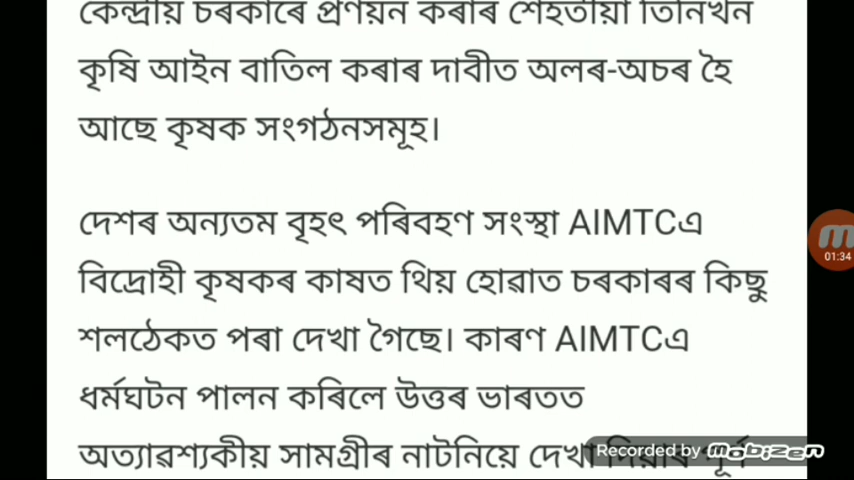 কেন্দ্ৰীয় চৰকাৰে প্ৰণয়ন কৰাৰ শেহতীয়া তিনিখন
কৃষি আইন বাতিল কৰাৰ দাবীত অলৰ-অচৰ হৈ
আছে কৃষক সংগঠনসমূহ।
দেশৰ অন্যতম বৃহৎ পৰিবহণ সংস্থা AIMTCএ
বিদ্ৰোহী কৃষকৰ কাষত থিয় হোৱাত চৰকাৰৰ কিছু
শলঠেকত পৰা দেখা গৈছে। কাৰণ AIMTCএ
ধৰ্মঘটন পালন কৰিলে উত্তৰ ভাৰতত
অত্যাৱশ্যকীয় সামগ্ৰীৰ নাটনিয়ে দেখা
01:34
Recorded by mobizen